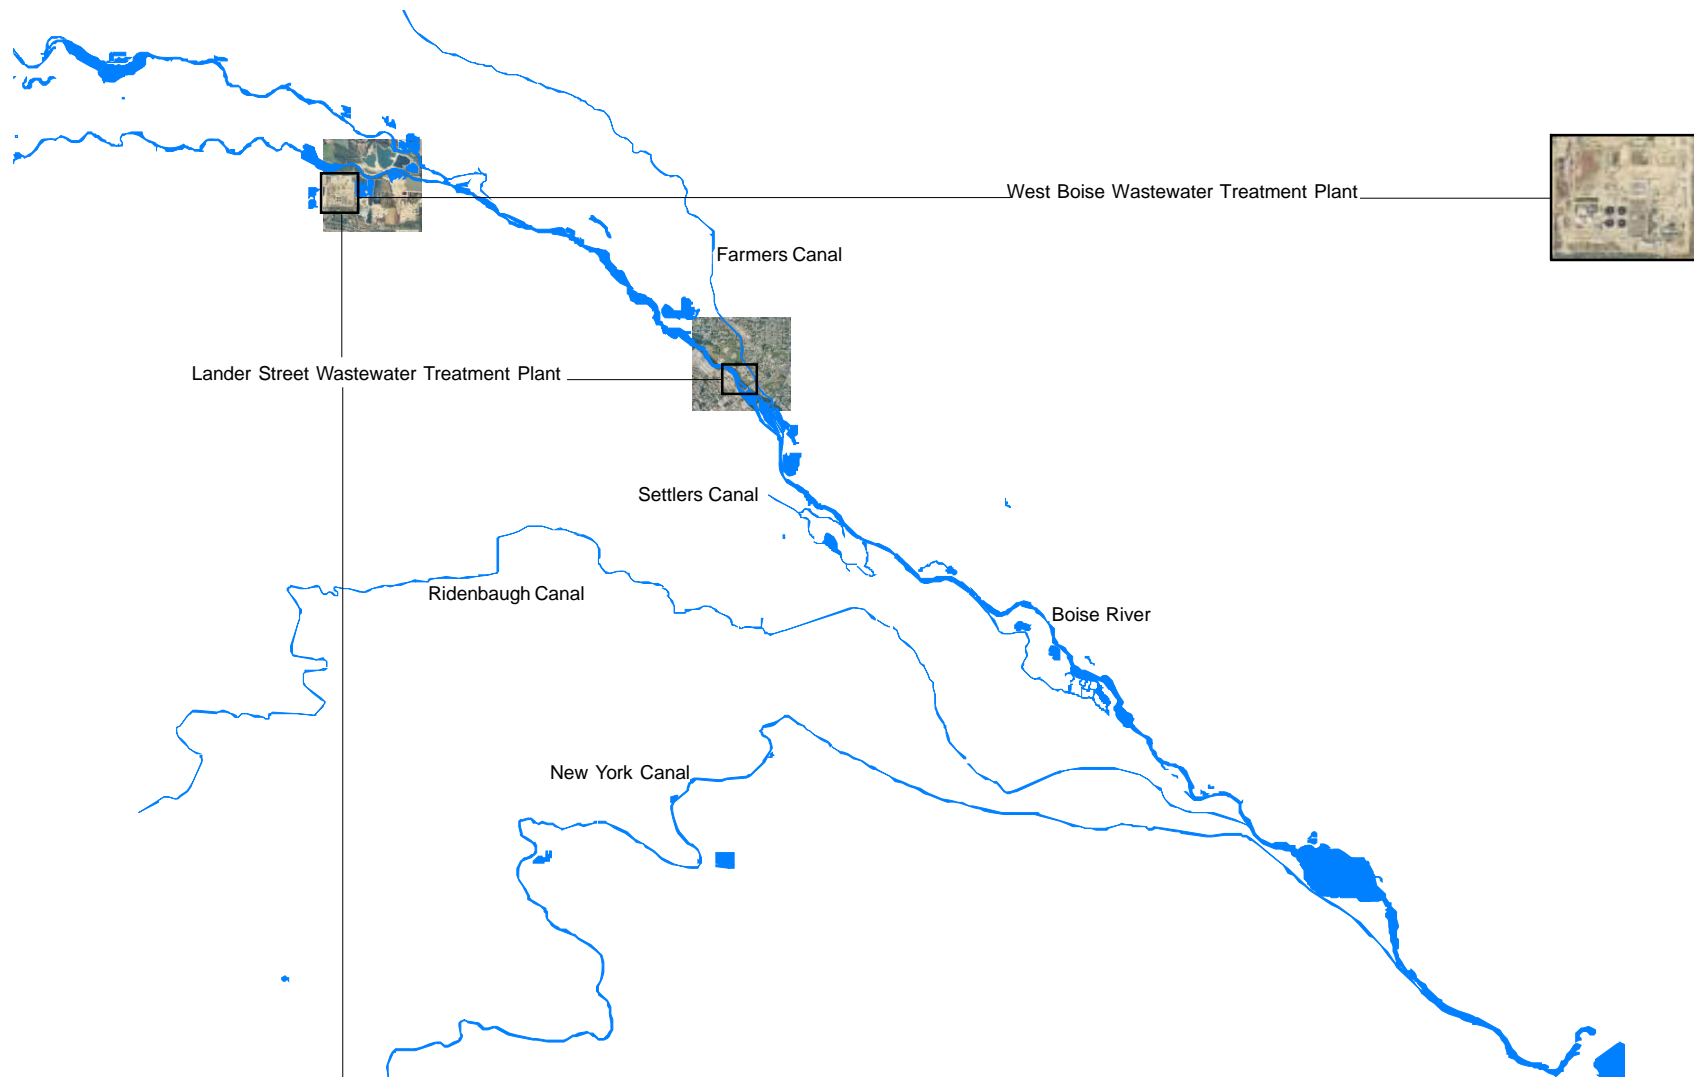 West Boise Wastewater Treatment Plant
Farmers Canal
Lander Street Wastewater Treatment Plant
Settlers Canal
Ridenbaugh Canal
Boise River
New York Canal